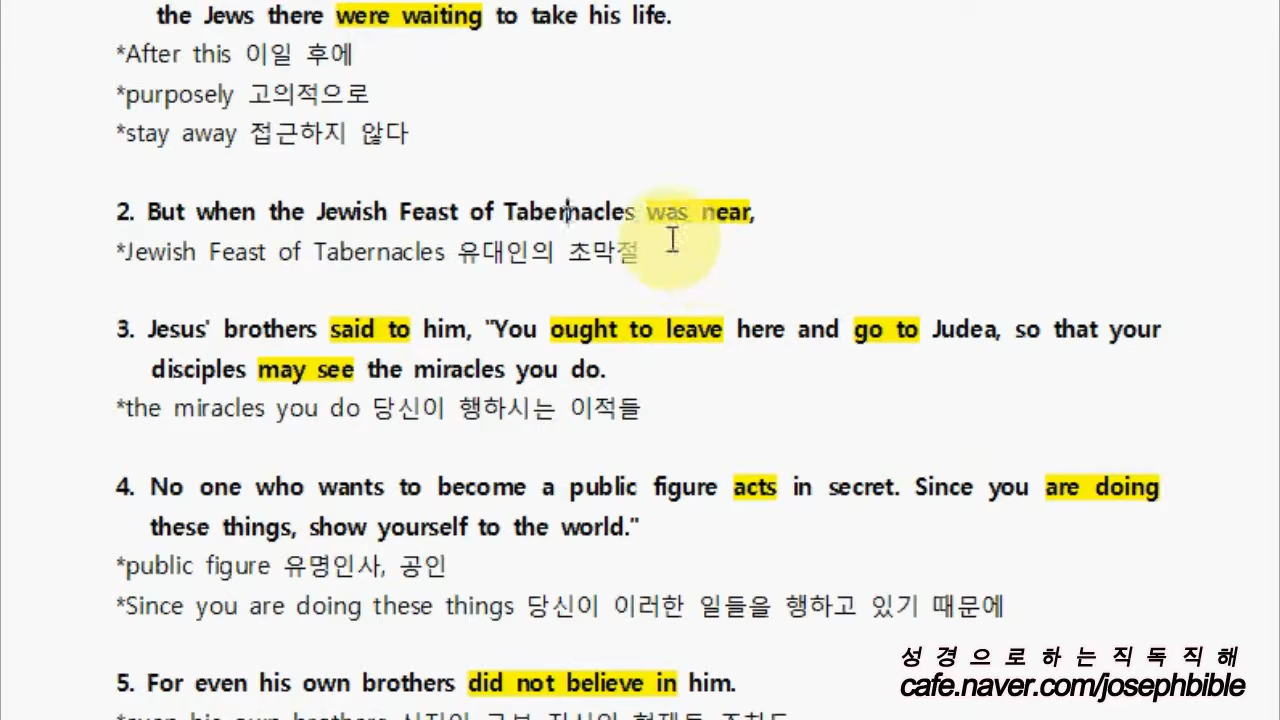 the Jews there were waiting to take his life.
*After this 이일 후에
*purposely 고의적으로
*stay away 접근하지 않다
2. But when the Jewish Feast of Tabernacles was near,
*Jewish Feast of Tabernacles 유대인의 초막절
3. Jesus' brothers said to him, "You ought to leave here and go to Judea, so that your
disciples may see the miracles you do.
*the miracles you do 당신이 행하시는 이적들
4. No one who wants to become a public figure acts in secret. Since you are doing
these things, show yourself to the world."
*public figure 유명인사, 공인
*Since you are doing these things 당신이 이러한 일들을 행하고 있기 때문에
5. For even his own brothers did not believe in him.
*even his own brothers
성경으로하는직독직해
cafe.naver.com/josephbible